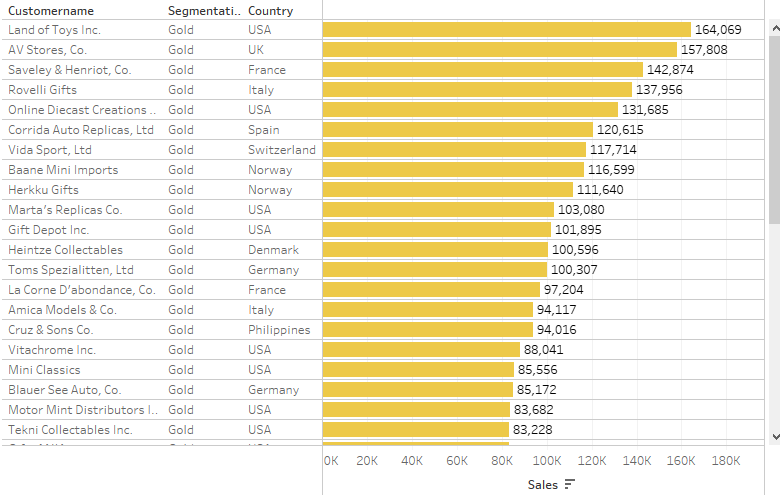 Customername Segmentati.. Country
Land of Toys Inc. Gold USA 164,069
AV Stores, Co. Gold UK 157,808
Saveley & Henriot, Co. Gold France 142,874
Rovelli Gifts Gold Italy 137,956
Online Diecast Creations .. Gold USA 131,685
Corrida Auto Replicas, Ltd Gold Spain 120,615
Vida Sport, Ltd Gold Switzerland 117,714
Baane Mini Imports Gold Norway 116,599
Herkku Gifts Gold Norway 111,640
Marta's Replicas Co. Gold USA 103,080
Gift Depot Inc. Gold USA 101,895
Heintze Collectables Gold Denmark 100,596
Toms Spezialitten, Ltd Gold Germany 100,307
La Corne D'abondance, Co. Gold France 97,204
Amica Models & Co. Gold Italy 94,117
Cruz & Sons Co. Gold Philippines 94,016
Vitachrome Inc. Gold USA 88,041
Mini Classics Gold USA 85,556
Blauer See Auto, Co. Gold Germany 85,172
Motor Mint Distributors I.. Gold USA 83,682
Tekni Collectables Inc. Gold USA 83,228
0K 20K 40K 60K 80K 100K 120K 140K 160K 180K
Sales